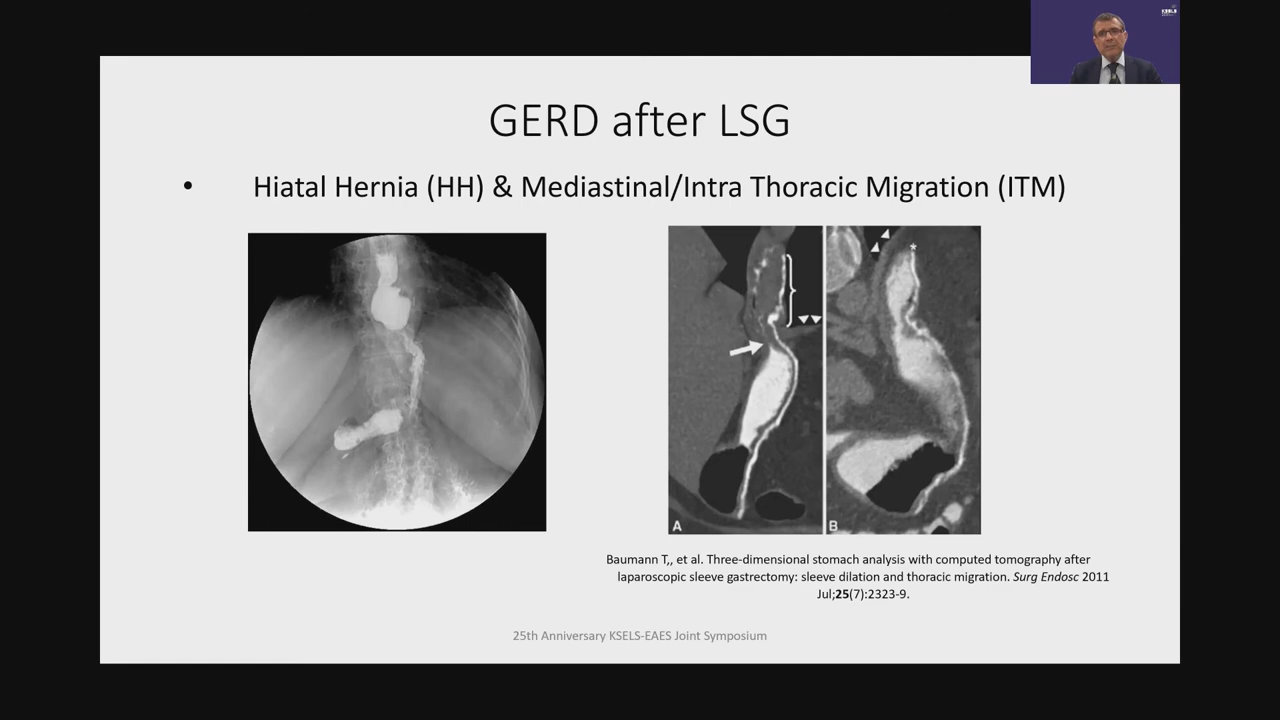 KSELS
GERD after LSG
• Hiatal Hernia (HH) & Mediastinal/Intra Thoracic Migration (ITM)
A
B
*
Baumann T,, et al. Three-dimensional stomach analysis with computed tomography after
laparoscopic sleeve gastrectomy: sleeve dilation and thoracic migration. Surg Endosc 2011
Jul;25(7):2323-9.
25th Anniversary KSELS-EAES Joint Symposium